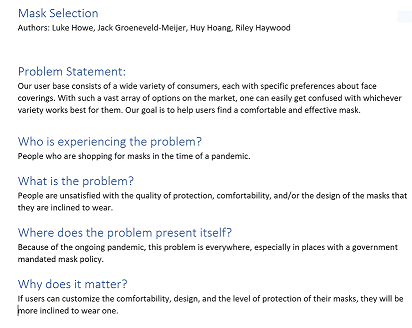 Mask Selection
Authors: Luke Howe, Jack Groeneveld-Meijer, Huy Hoang, Riley Haywood
Problem Statement:
Our user base consists of a wide variety of consumers, each with specific preferences about face
coverings. With such a vast array of options on the market, one can easily get confused with whichever
variety works best for them. Our goal is to help users find a comfortable and effective mask.
Who is experiencing the problem?
People who are shopping for masks in the time of a pandemic.
What is the problem?
People are unsatisfied with the quality of protection, comfortability, and/or the design of the masks that
they are inclined to wear.
Where does the problem present itself?
Because of the ongoing pandemic, this problem is everywhere, especially in places with a government
mandated mask policy.
Why does it matter?
If users can customize the comfortability, design, and the level of protection of their masks, they will be
more inclined to wear one.